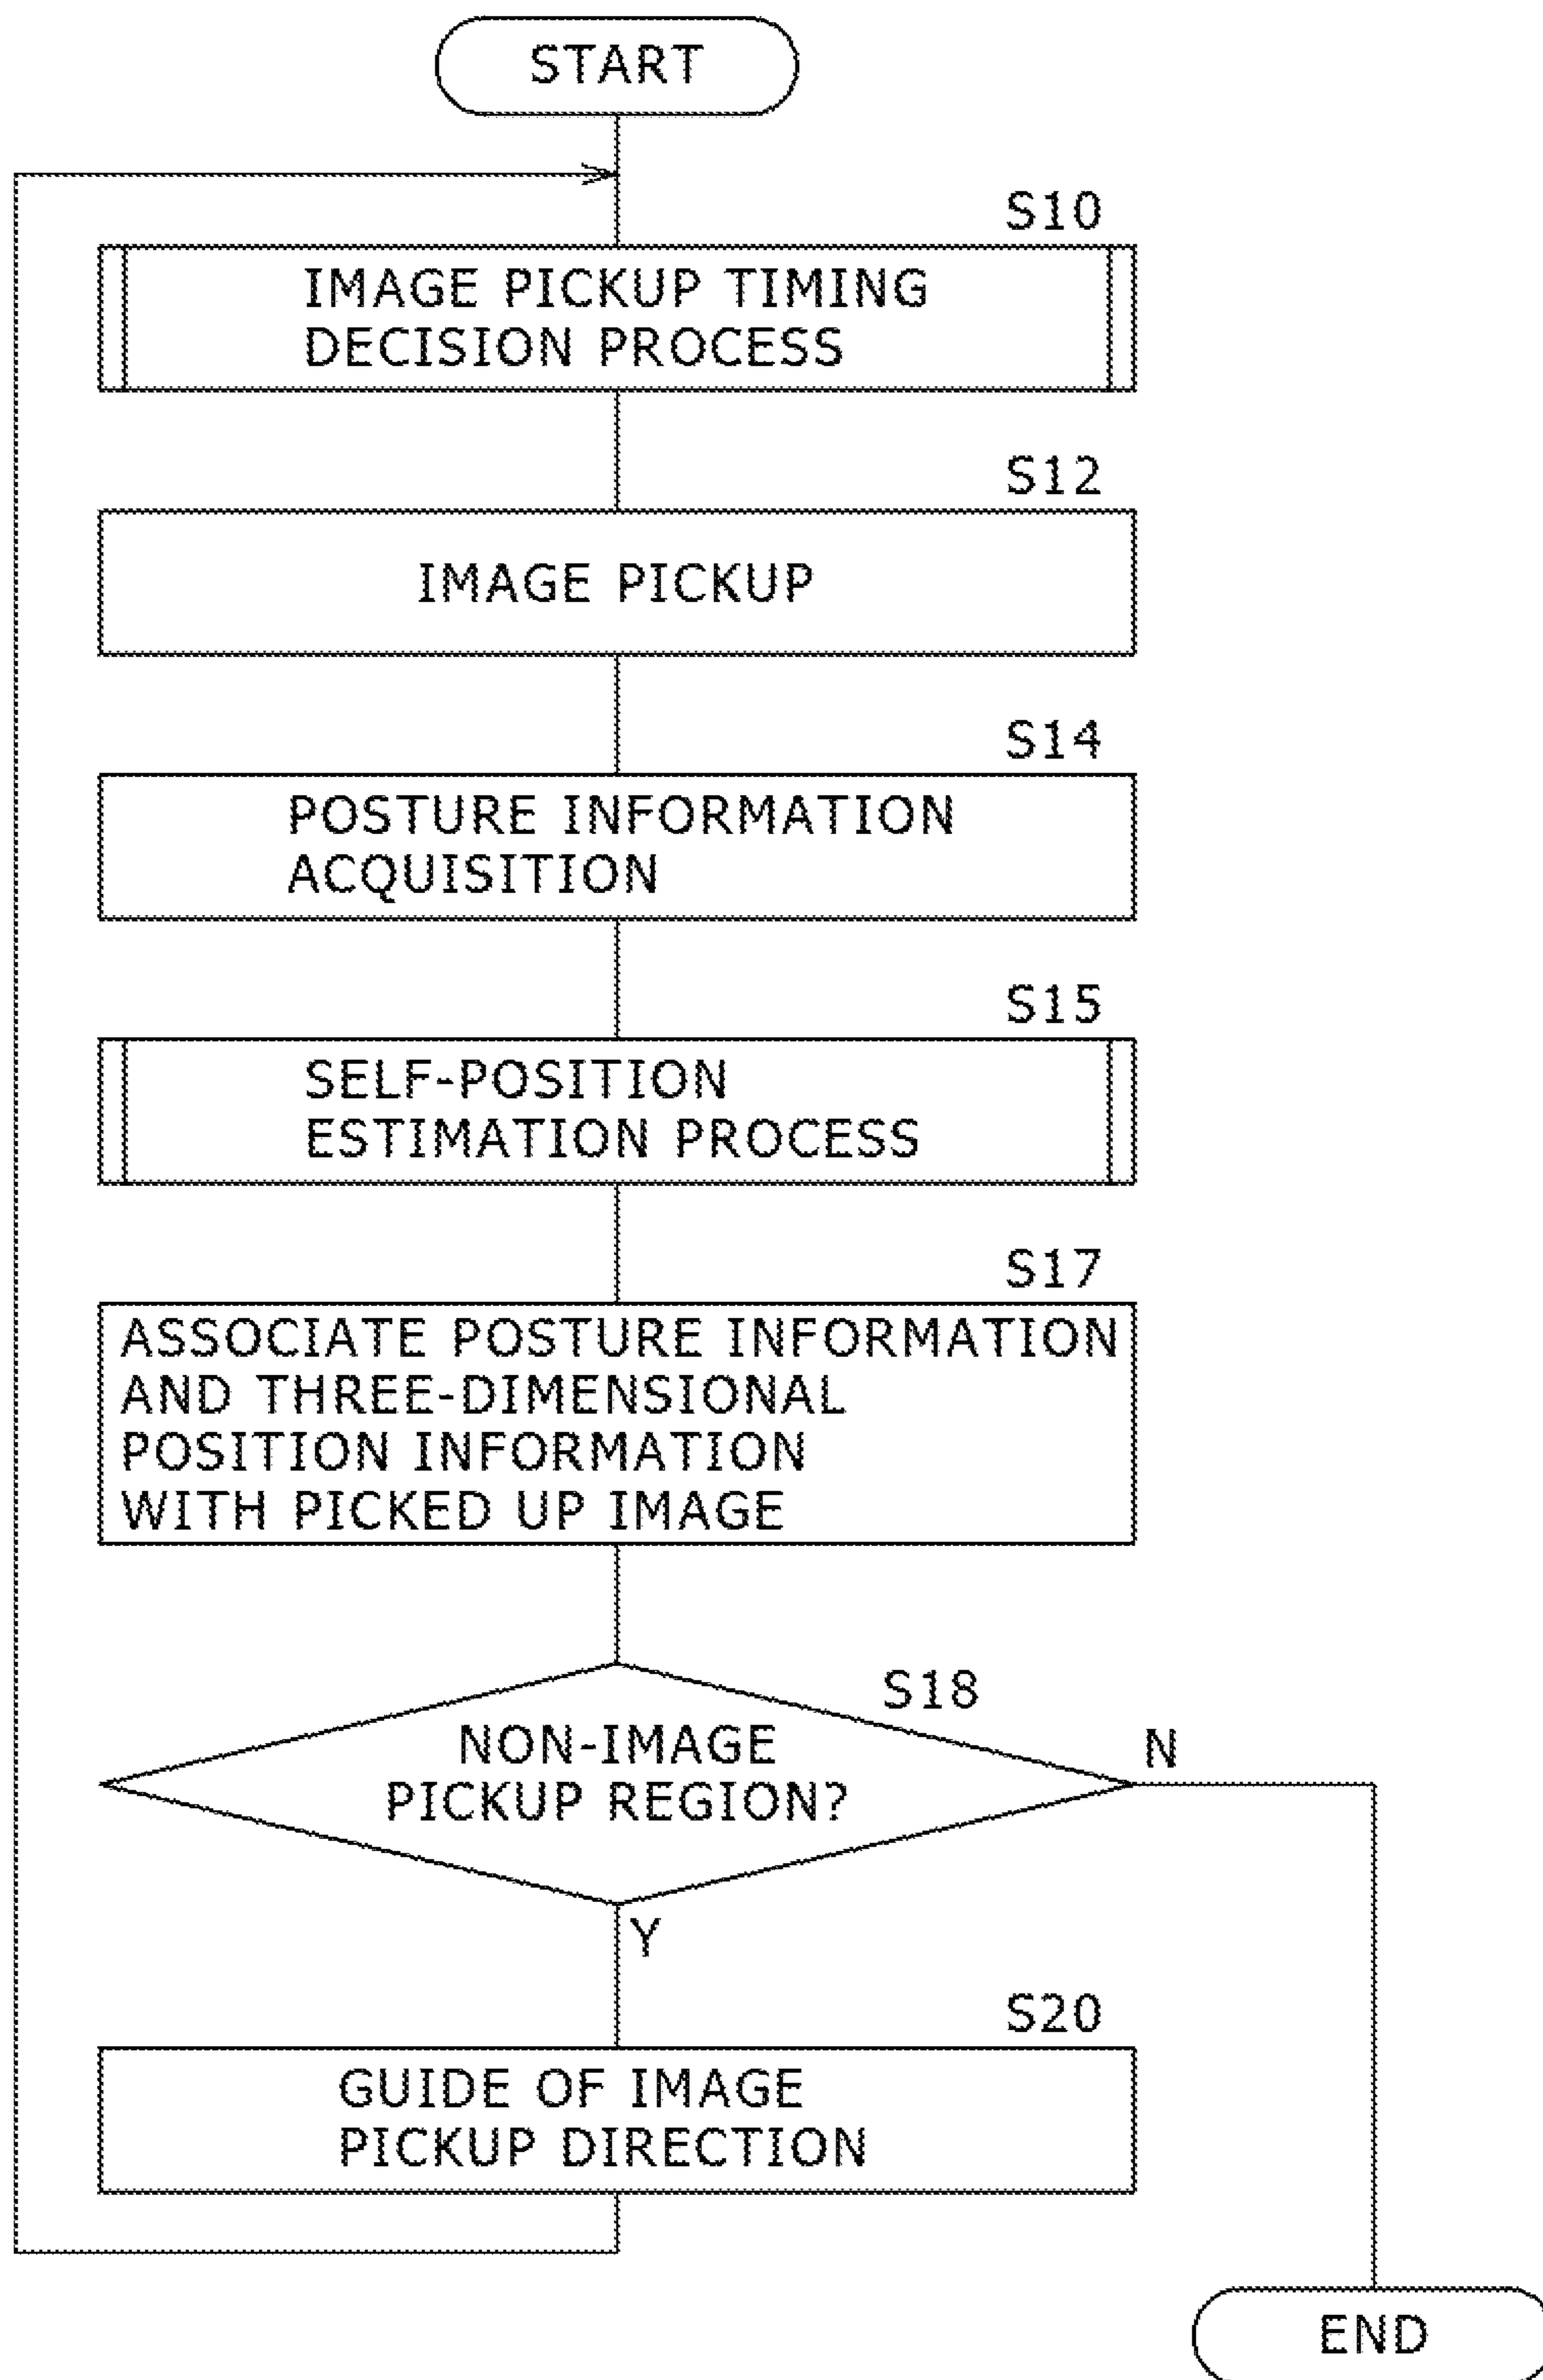 START
S10
IMAGE PICKUP TIMING
DECISION PROCESS
S12
IMAGE PICKUP
S14
POSTURE INFORMATION
ACQUISITION
S15
SELF-POSITION
ESTIMATION PROCESS
S17
ASSOCIATE POSTURE INFORMATION
AND THREE-DIMENSIONAL
POSITION INFORMATION
WITH PICKED UP IMAGE
S18
NON-IMAGE
PICKUP REGION?
N
Y
S20
GUIDE OF IMAGE
PICKUP DIRECTION
END